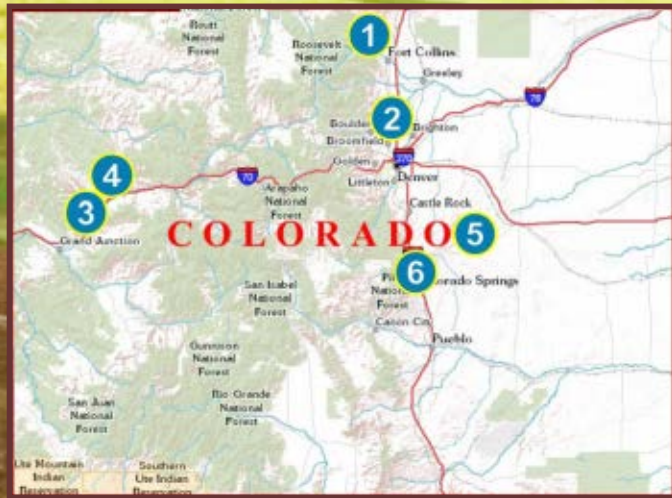 Routt
National
Forest
Roosevelt
National
Forest
1
Fort Collins
Greeley
76
Boulder
2
Brighton
Broomfield
270
Golden
Denver
Littleton
4
70
Arapaho
National
Forest
3
Castle Rock
COLORADO
5
Grand Junction
6
Colorado Springs
National
Forest
San Isabel
National
Forest
Canon City
Pueblo
Gunnison
National
Forest
Rio Grande
National
Forest
San Juan
National
Forest
Ute Mountain
Indian
Reservation
Southern
Ute Indian
Reservation